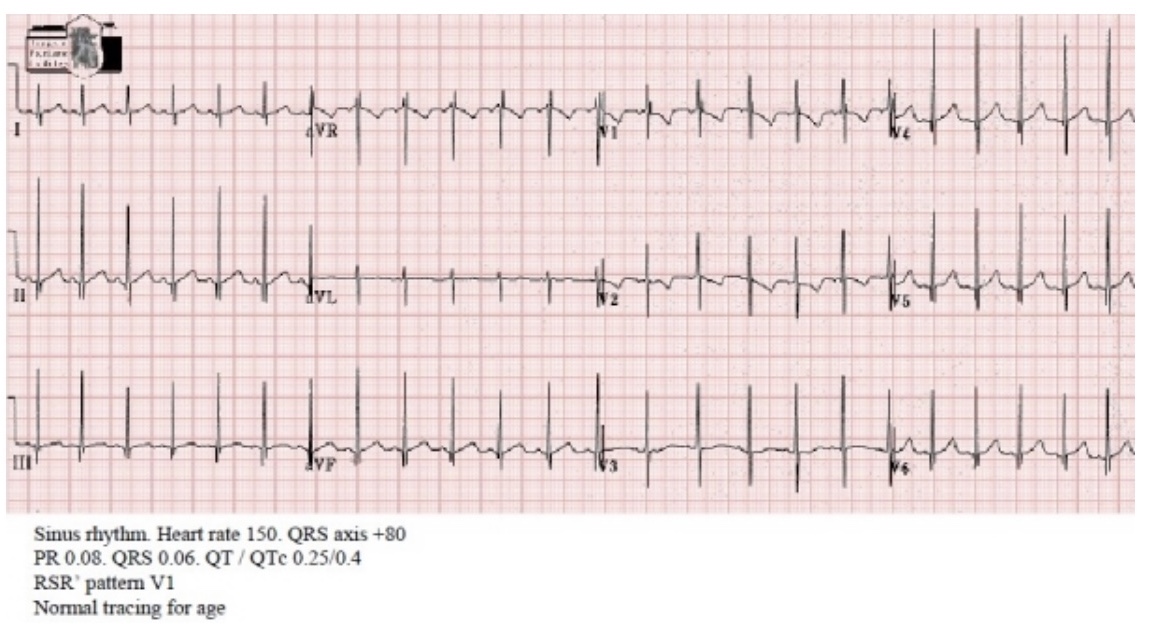 I
aVR
V1
V4
II
aVL
V2
V5
III
aVF
V3
V6
Sinus rhythm. Heart rate 150. QRS axis +80
PR 0.08. QRS 0.06. QT / QTc 0.25/0.4
RSR’ pattern V1
Normal tracing for age